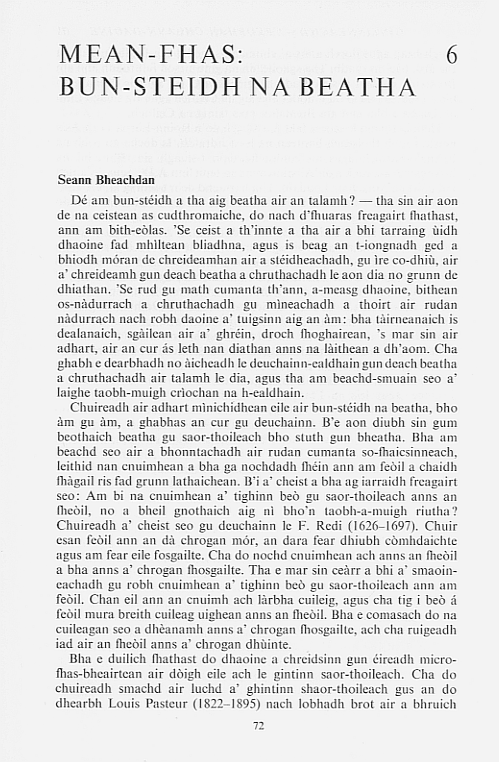 MEAN-FHAS: 6
BUN-STEIDH NA BEATHA
Seann Bheachdan
Dé am bun-stéidh a tha aig beatha air an talamh? — tha sin air aon
de na ceistean as cudthromaiche, do nach d'fhuaras freagairt fhathast,
ann am bith-eòlas. 'Se ceist a th'innte a tha air a bhi tarraing ùidh
dhaoine fad mhìltean bliadhna, agus is beag an t-iongnadh ged a
bhiodh móran de chreideamhan air a stéidheachadh, gu ìre co-dhiù, air
a' chreideamh gun deach beatha a chruthachadh le aon dia no grunn de
dhiathan. 'Se rud gu math cumanta th'ann, a-measg dhaoine, bithean
os-nàdurrach a chruthachadh gu mìneachadh a thoirt air rudan
nàdurrach nach robh daoine a' tuigsinn aig an àm: bha tàirneanaich is
dealanaich, sgàilean air a' ghréin, droch fhoghairean, 's mar sin air
adhart, air an cur ás leth nan diathan anns na làithean a dh'aom. Cha
ghabh e dearbhadh no àicheadh le deuchainn-ealdhain gun deach beatha
a chruthachadh air talamh le dia, agus tha am beachd-smuain seo a'
laighe taobh-muigh crìochan na h-ealdhain.
Chuireadh air adhart mìnichidhean eile air bun-stéidh na beatha, bho
àm gu àm, a ghabhas an cur gu deuchainn. B'e aon diubh sin gum
beothaich beatha gu saor-thoileach bho stuth gun bheatha. Bha am
beachd seo air a bhonntachadh air rudan cumanta so-fhaicsinneach,
leithid nan cnuimhean a bha ga nochdadh fhéin ann am feòil a chaidh
fhàgail ris fad grunn lathaichean. B'i a' cheist a bha ag iarraidh freagairt
seo: Am bi na cnuimhean a' tighinn beò gu saor-thoileach anns an
fheòil, no a bheil gnothaich aig nì bho'n taobh-a-muigh riutha?
Chuireadh a' cheist seo gu deuchainn le F. Redi (1626–1697). Chuir
esan feòil ann an dà chrogan mór, an dara fear dhiubh còmhdaichte
agus am fear eile fosgailte. Cha do nochd cnuimhean ach anns an fheòil
a bha anns a' chrogan fhosgailte. Tha e mar sin ceàrr a bhi a' smaoin-
eachadh gu robh cnuimhean a' tighinn beò gu saor-thoileach ann am
feòil. Chan eil ann an cnuimh ach làrbha cuileig, agus cha tig i beò á
feòil mura breith cuileag uighean anns an fheòil. Bha e comasach do na
cuileagan seo a dhèanamh anns a' chrogan fhosgailte, ach cha ruigeadh
iad air an fheòil anns a' chrogan dhùinte.
Bha e duilich fhathast do dhaoine a chreidsinn gun éireadh micro-
fhas-bheairtean air dòigh eile ach le gintinn shaor-thoileach. Cha do
chuireadh smachd air luchd a' ghintinn shaor-thoileach gus an do
dhearbh Louis Pasteur (1822–1895) nach lobhadh brot air a bhruich
72